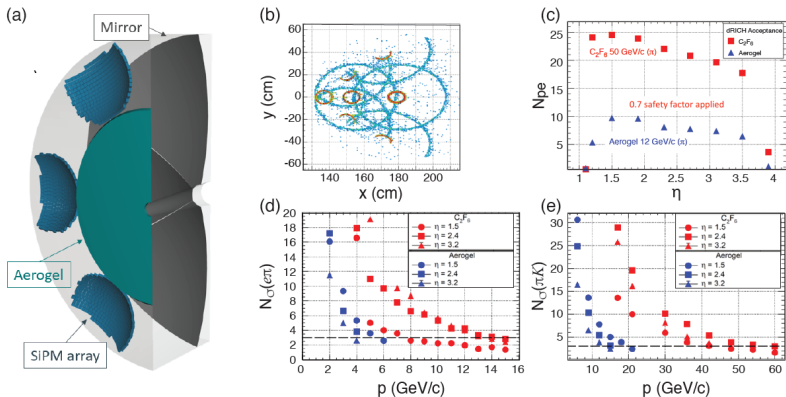 (a)
Mirror
Aerogel
SiPM array
(b)
y (cm)
60
40
20
0
-20
-40
-60
140 160 180 200
x (cm)
(c)
Npe
25
20
15
10
5
1 1.5 2 2.5 3 3.5 4
η
dRICH Acceptance
C₂F₆
Aerogel
C₂F₆ 50 GeV/c (π)
0.7 safety factor applied
Aerogel 12 GeV/c (π)
(d)
Nσ(eπ)
20
18
16
14
12
10
8
6
4
2
0
0 2 4 6 8 10 12 14 16
p (GeV/c)
C₂F₆
η = 1.5
η = 2.4
η = 3.2
Aerogel
η = 1.5
η = 2.4
η = 3.2
(e)
Nσ(πK)
30
25
20
15
10
5
10 20 30 40 50 60
p (GeV/c)
C₂F₆
η = 1.5
η = 2.4
η = 3.2
Aerogel
η = 1.5
η = 2.4
η = 3.2